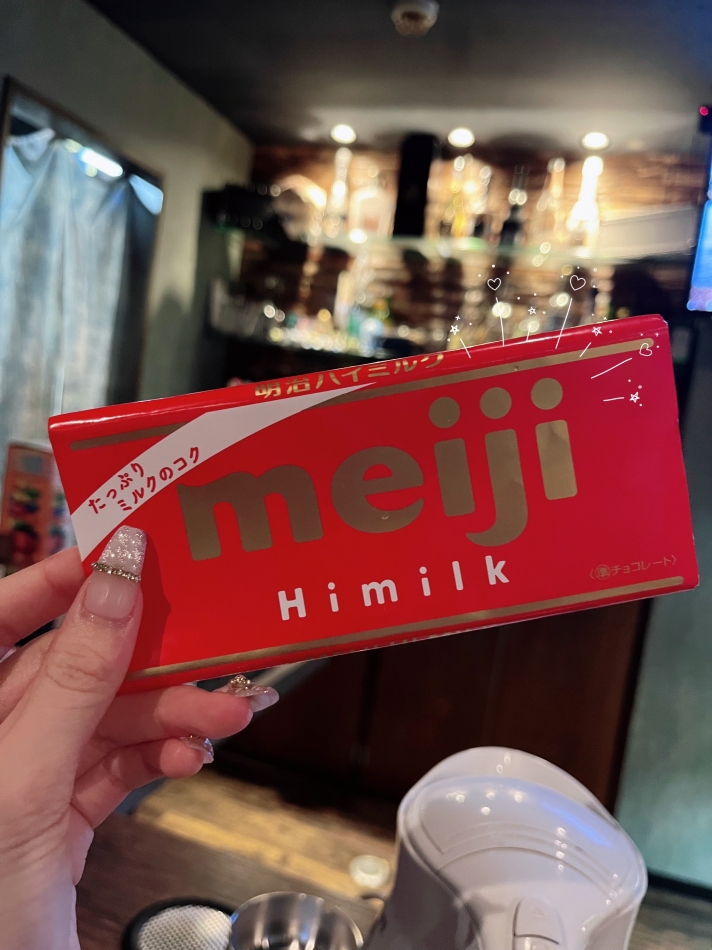 明治ハイミルク
たっぷり
ミルクのコク
meiji
Himilk
〈準チョコレート〉